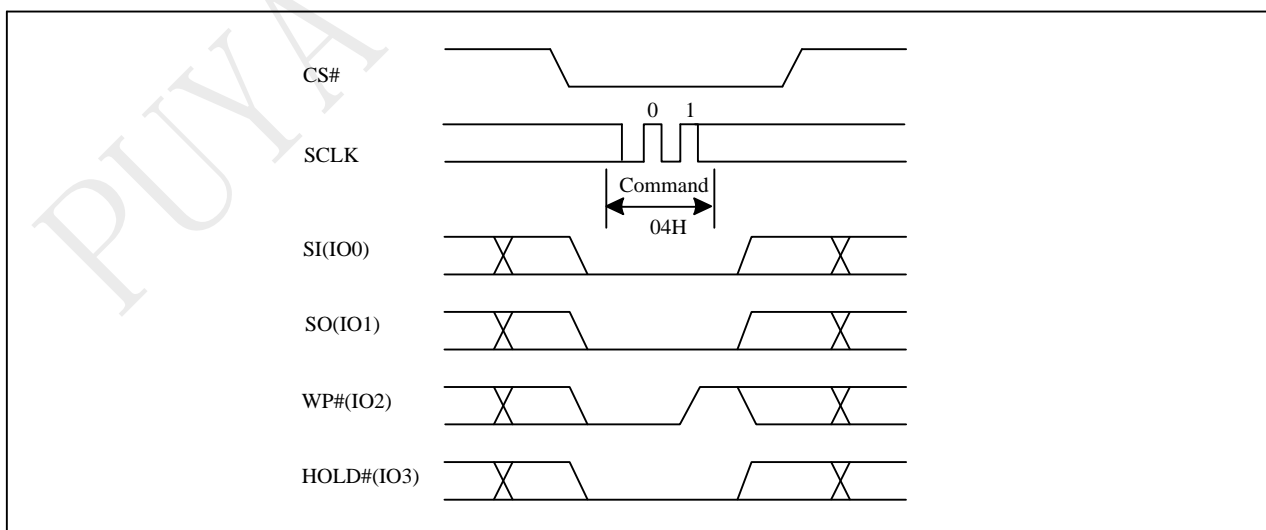 PUYA
CS#
0 1
SCLK
Command
04H
SI(IO0)
SO(IO1)
WP#(IO2)
HOLD#(IO3)